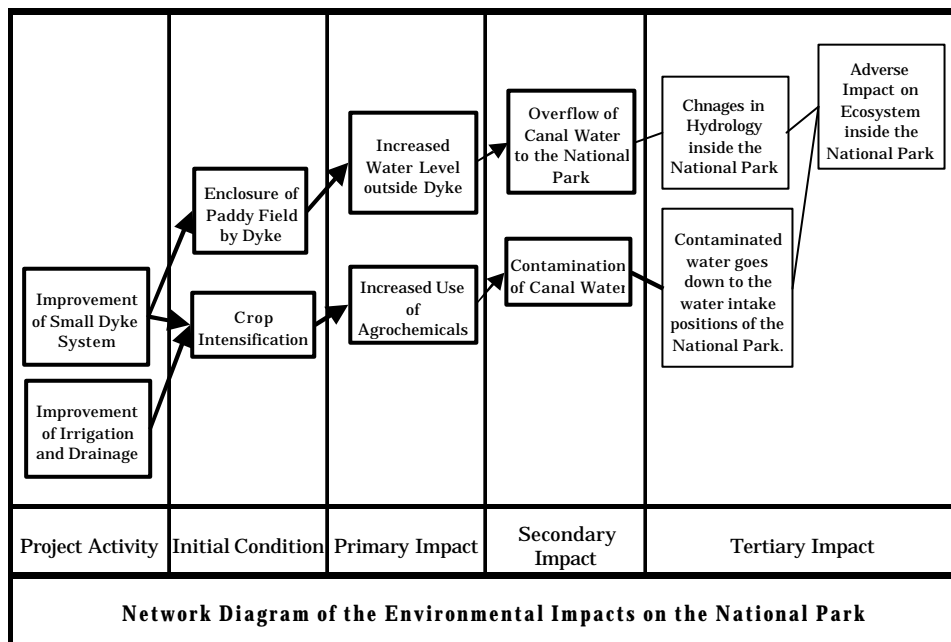 Improvement
of Small Dyke
System
Improvement
of Irrigation
and Drainage
Enclosure of
Paddy Field
by Dyke
Crop
Intensification
Increased
Water Level
outside Dyke
Increased Use
of
Agrochemicals
Overflow of
Canal Water
to the National
Park
Contamination
of Canal Water
Chnages in
Hydrology
inside the
National Park
Contaminated
water goes
down to the
water intake
positions of the
National Park.
Adverse
Impact on
Ecosystem
inside the
National Park
Project Activity
Initial Condition
Primary Impact
Secondary
Impact
Tertiary Impact
Network Diagram of the Environmental Impacts on the National Park